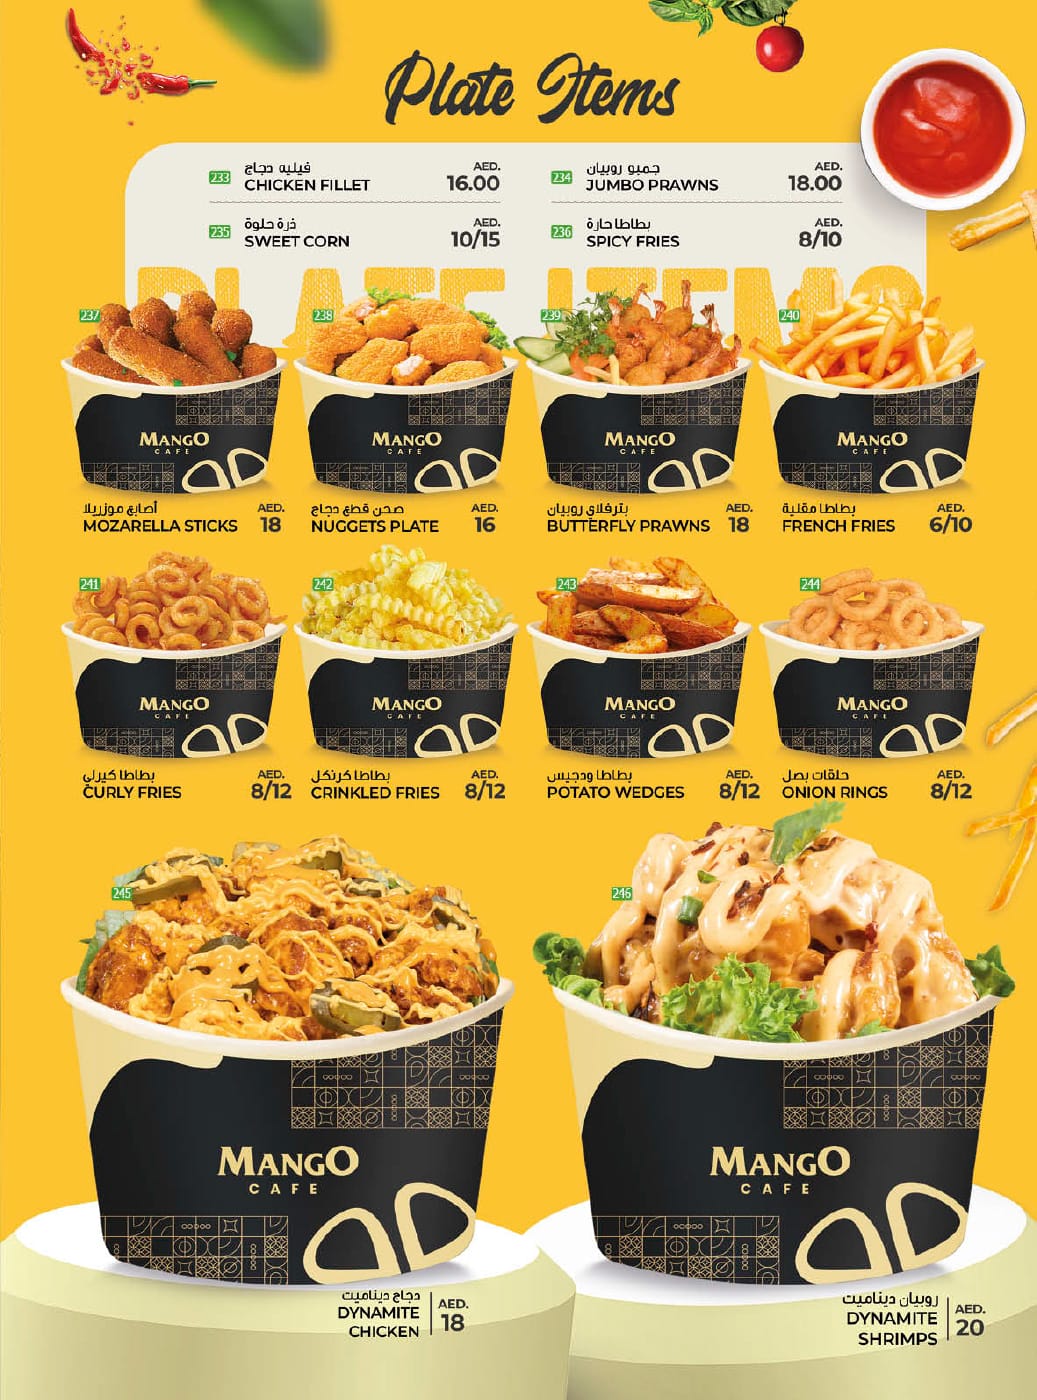 Plate Items
233
فيليه دجاج
CHICKEN FILLET
AED.
16.00
234
جمبو روبيان
JUMBO PRAWNS
AED.
18.00
235
ذرة حلوة
SWEET CORN
AED.
10/15
236
بطاطا حارة
SPICY FRIES
AED.
8/10
PLATE ITEMS
237
238
239
240
MANGO
CAFE
MANGO
CAFE
MANGO
CAFE
MANGO
CAFE
أصابع موزريلا
MOZARELLA STICKS
AED.
18
صحن قطع دجاج
NUGGETS PLATE
AED.
16
بترفلاي روبيان
BUTTERFLY PRAWNS
AED.
18
بطاطا مقلية
FRENCH FRIES
AED.
6/10
241
242
243
244
MANGO
CAFE
MANGO
CAFE
MANGO
CAFE
MANGO
CAFE
بطاطا كيرلي
CURLY FRIES
AED.
8/12
بطاطا كرنكل
CRINKLED FRIES
AED.
8/12
بطاطا ودجيس
POTATO WEDGES
AED.
8/12
حلقات بصل
ONION RINGS
AED.
8/12
245
246
MANGO
CAFE
MANGO
CAFE
دجاج ديناميت
DYNAMITE
CHICKEN
AED.
18
روبيان ديناميت
DYNAMITE
SHRIMPS
AED.
20